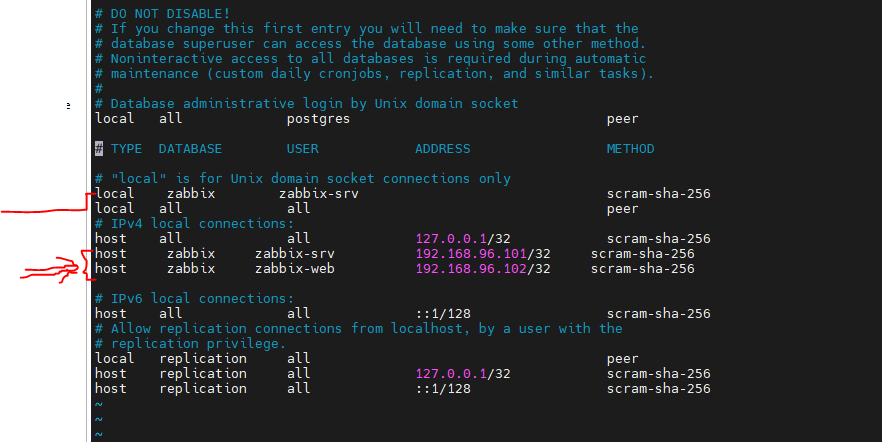 # DO NOT DISABLE!
# If you change this first entry you will need to make sure that the
# database superuser can access the database using some other method.
# Noninteractive access to all databases is required during automatic
# maintenance (custom daily cronjobs, replication, and similar tasks).
#
# Database administrative login by Unix domain socket
local   all             postgres                                peer

# TYPE  DATABASE        USER            ADDRESS                 METHOD

# "local" is for Unix domain socket connections only
local    zabbix        zabbix-srv                               scram-sha-256
local   all             all                                     peer
# IPv4 local connections:
host    all             all             127.0.0.1/32            scram-sha-256
host     zabbix     zabbix-srv          192.168.96.101/32     scram-sha-256
host     zabbix     zabbix-web          192.168.96.102/32     scram-sha-256

# IPv6 local connections:
host    all             all             ::1/128                 scram-sha-256
# Allow replication connections from localhost, by a user with the
# replication privilege.
local   replication     all                                     peer
host    replication     all             127.0.0.1/32            scram-sha-256
host    replication     all             ::1/128                 scram-sha-256
~
~
~